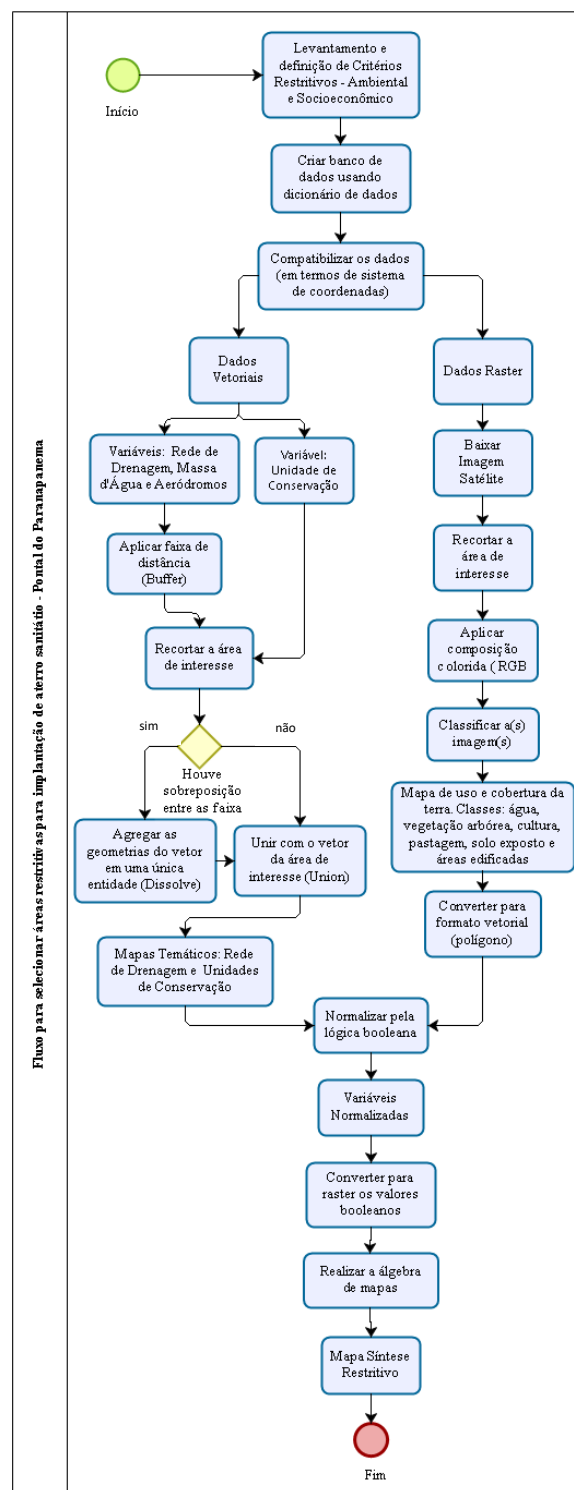 Fluxo para selecionar áreas restritivas para implantação de aterro sanitátio - Pontal do Paranapanema
Início
Levantamento e
definição de Critérios
Restritivos - Ambiental
e Socioeconômico
Criar banco de
dados usando
dicionário de dados
Compatibilizar os dados
(em termos de sistema
de coordenadas)
Dados
Vetoriais
Dados Raster
Variáveis: Rede de
Drenagem, Massa
d'Água e Aeródromos
Variável:
Unidade de
Conservação
Baixar
Imagem
Satélite
Aplicar faixa de
distância
(Buffer)
Recortar a
área de
interesse
Recortar a área
de interesse
Aplicar
composição
colorida ( RGB
sim
não
Houve
sobreposição
entre as faixa
Classificar a(s)
imagem(s)
Agregar as
geometrias do vetor
em uma única
entidade (Dissolve)
Unir com o vetor
da área de
interesse (Union)
Mapa de uso e cobertura da
terra. Classes: água,
vegetação arbórea, cultura,
pastagem, solo exposto e
áreas edificadas
Converter para
formato vetorial
(polígono)
Mapas Temáticos: Rede
de Drenagem e Unidades
de Conservação
Normalizar pela
lógica booleana
Variáveis
Normalizadas
Converter para
raster os valores
booleanos
Realizar a álgebra
de mapas
Mapa Síntese
Restritivo
Fim